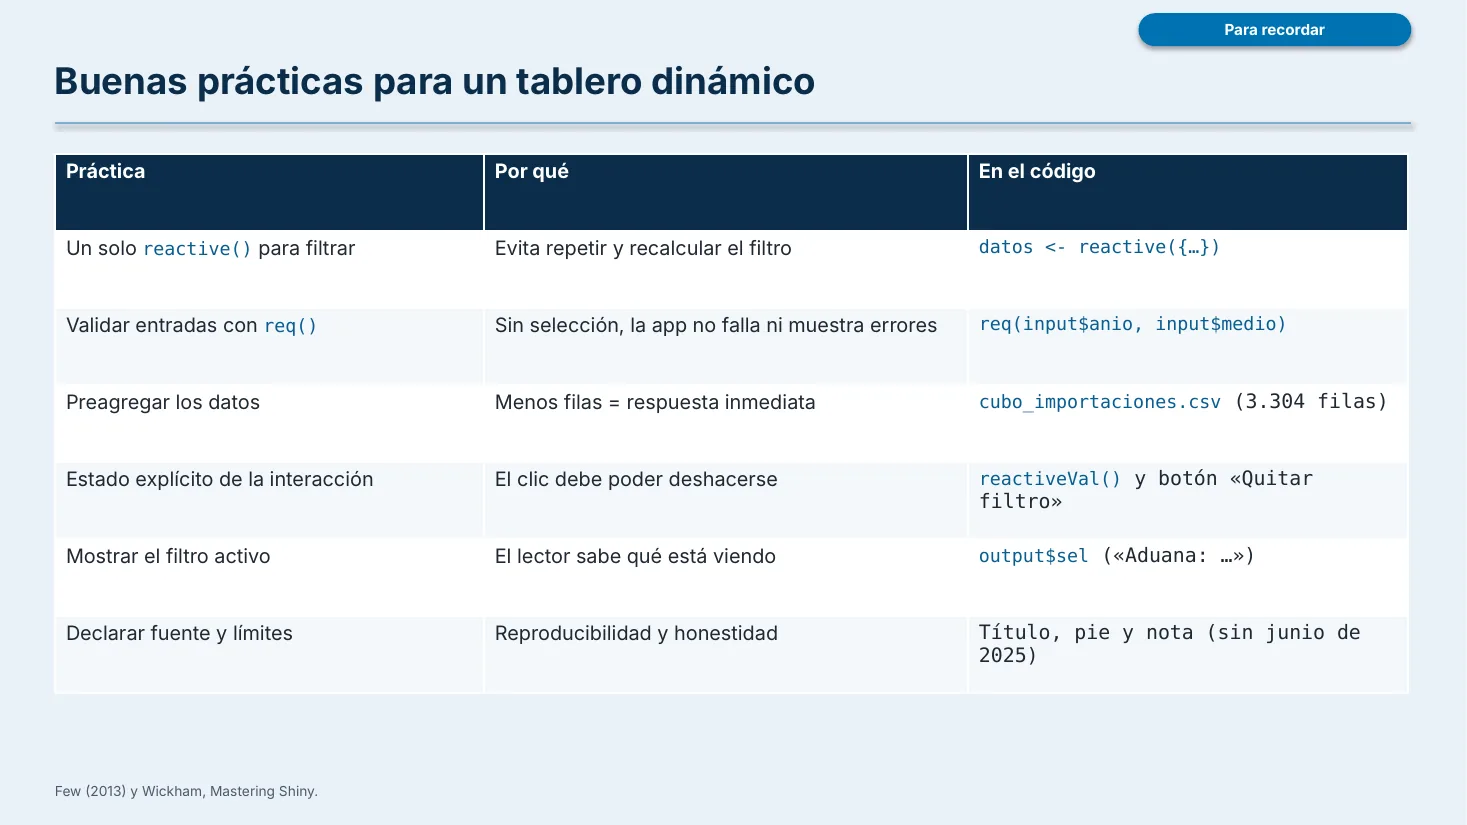 Para recordar
Buenas prácticas para un tablero dinámico
Práctica
Por qué
En el código
Un solo reactive() para filtrar
Evita repetir y recalcular el filtro
datos <- reactive({…})
Validar entradas con req()
Sin selección, la app no falla ni muestra errores
req(input$anio, input$medio)
Preagregar los datos
Menos filas = respuesta inmediata
cubo_importaciones.csv (3.304 filas)
Estado explícito de la interacción
El clic debe poder deshacerse
reactiveVal() y botón «Quitar
filtro»
Mostrar el filtro activo
El lector sabe qué está viendo
output$sel («Aduana: …»)
Declarar fuente y límites
Reproducibilidad y honestidad
Título, pie y nota (sin junio de
2025)
Few (2013) y Wickham, Mastering Shiny.